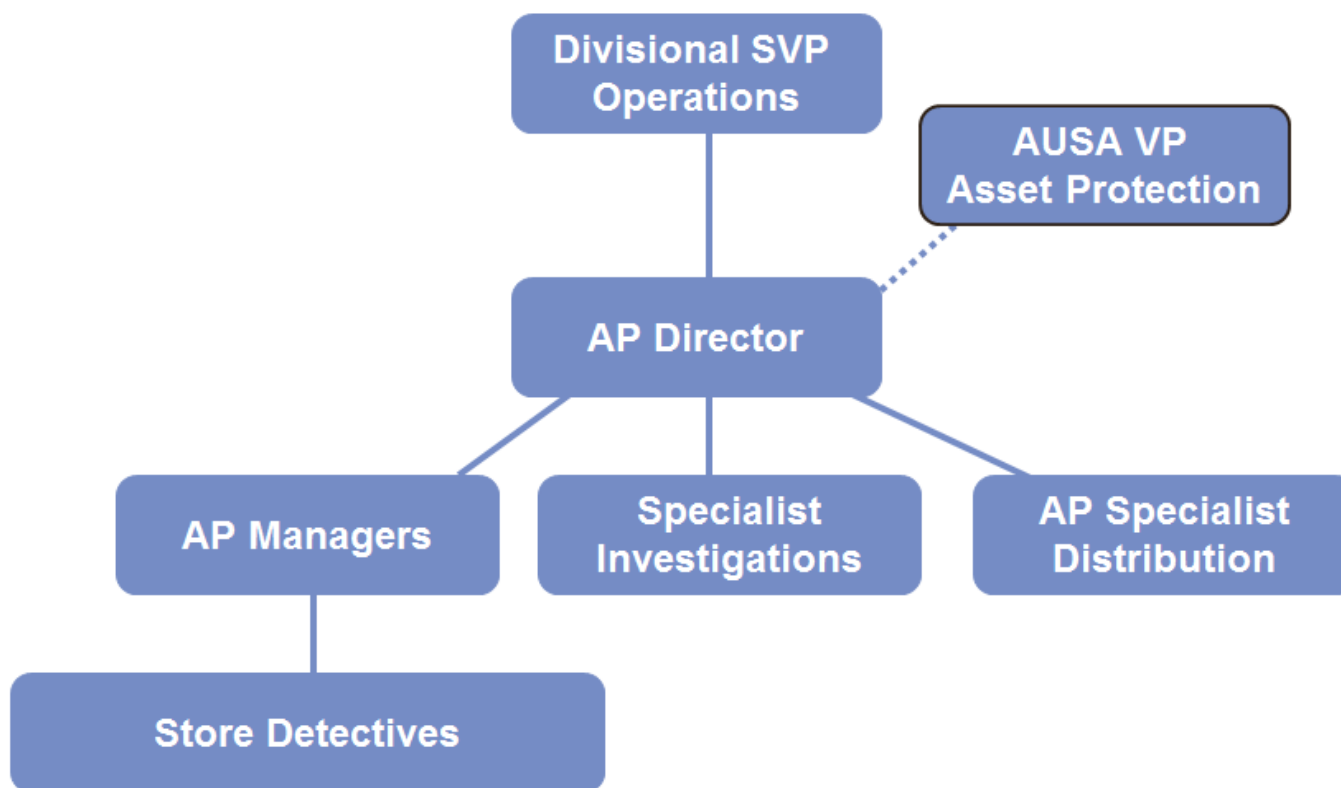 Divisional SVP
Operations
AUSA VP
Asset Protection
AP Director
AP Managers
Specialist
Investigations
AP Specialist
Distribution
Store Detectives